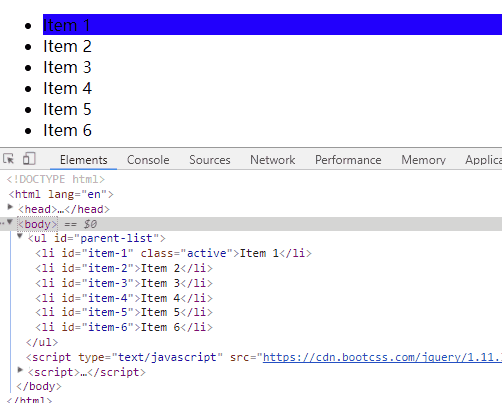 Item 1
Item 2
Item 3
Item 4
Item 5
Item 6
Elements Console Sources Network Performance Memory Applica
<!DOCTYPE html>
<html lang="en">
<head>…</head>
<body> == $0
<ul id="parent-list">
<li id="item-1" class="active">Item 1</li>
<li id="item-2">Item 2</li>
<li id="item-3">Item 3</li>
<li id="item-4">Item 4</li>
<li id="item-5">Item 5</li>
<li id="item-6">Item 6</li>
</ul>
<script type="text/javascript" src="https://cdn.bootcss.com/jquery/1.11.
<script>…</script>
</body>
</html>